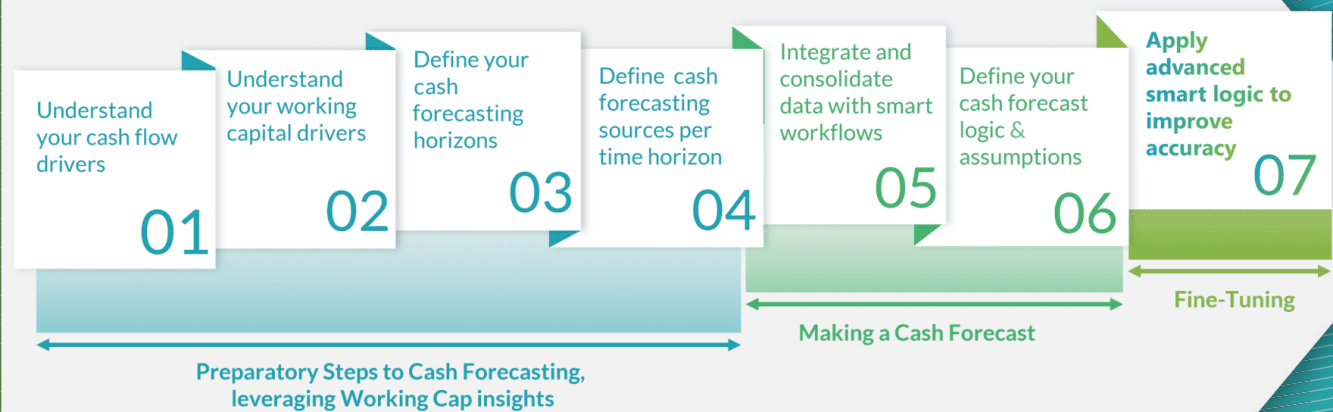 Understand
your cash flow
drivers
01
Understand
your working
capital drivers
02
Define your
cash
forecasting
horizons
03
Define cash
forecasting
sources per
time horizon
04
Integrate and
consolidate
data with smart
workflows
05
Define your
cash forecast
logic &
assumptions
06
Apply
advanced
smart logic to
improve
accuracy
07
Preparatory Steps to Cash Forecasting,
leveraging Working Cap insights
Making a Cash Forecast
Fine-Tuning